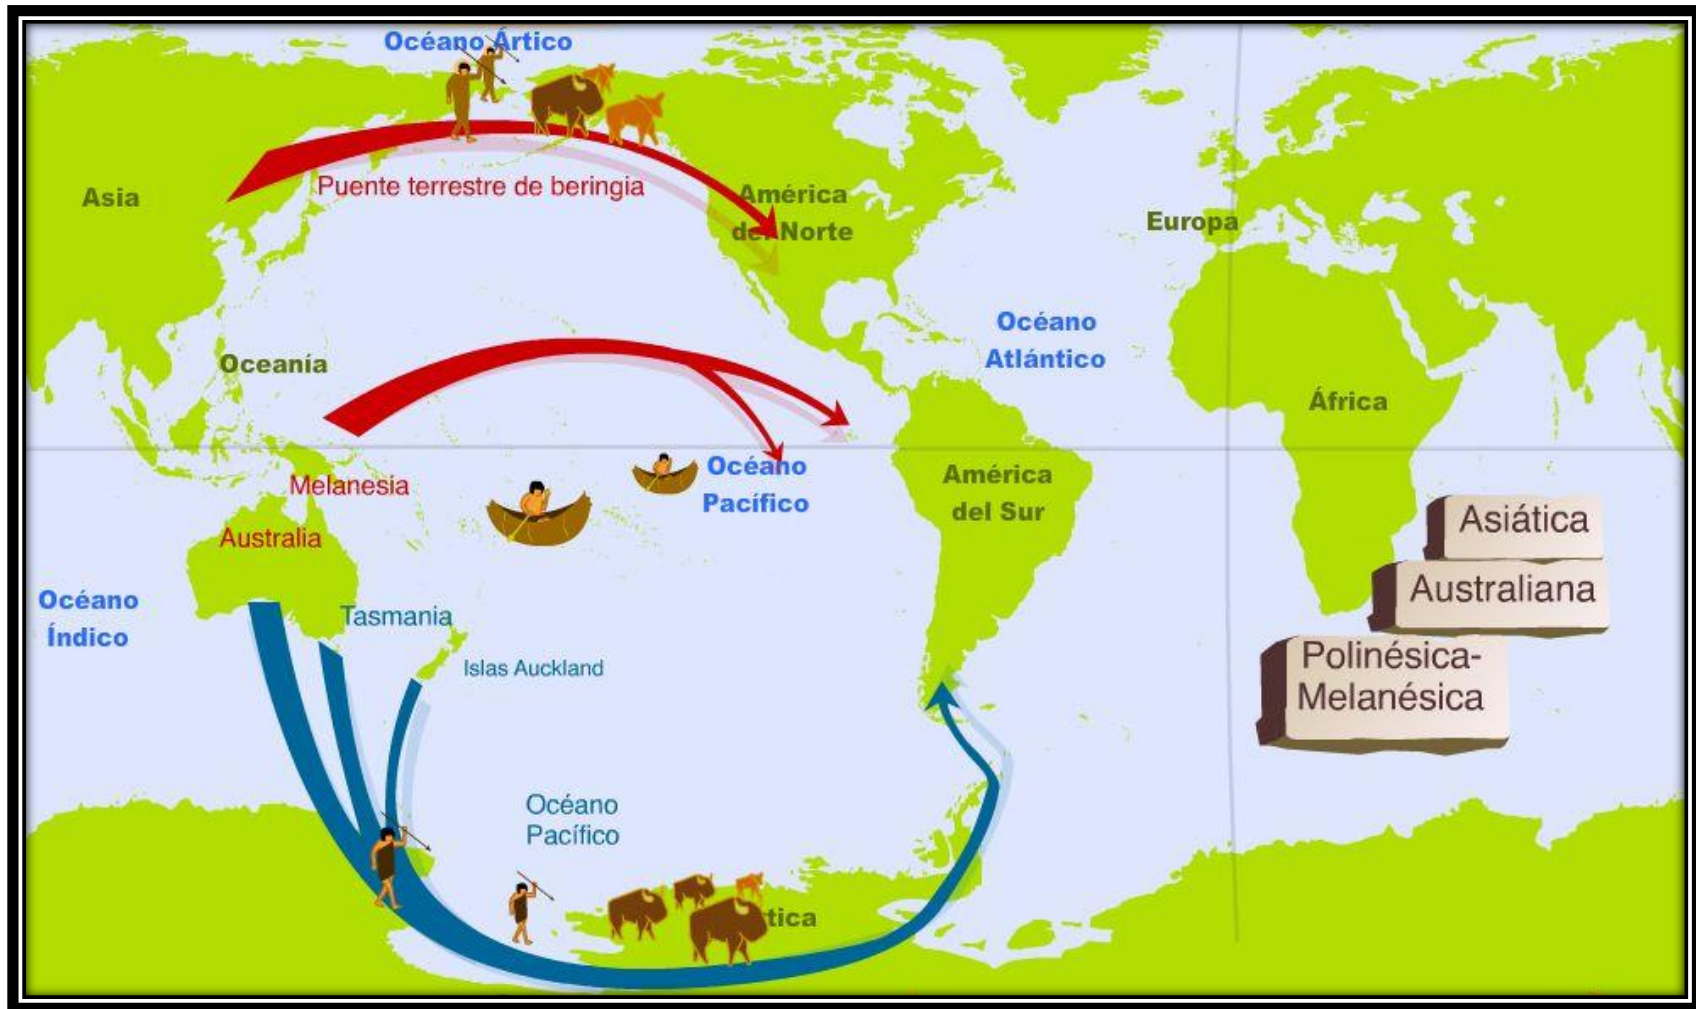 Océano Ártico
Asia
Puente terrestre de beringia
América
del Norte
Europa
Océano
Atlántico
Oceanía
África
Melanesia
Océano
Pacífico
América
del Sur
Australia
Asiática
Australiana
Océano
Índico
Tasmania
Islas Auckland
Polinésica-
Melanésica
Océano
Pacífico
tica